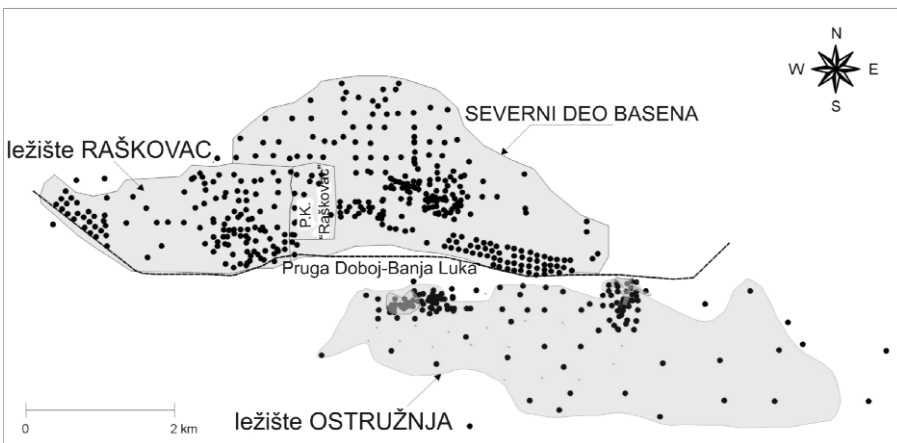 N
W E
S
SEVERNI DEO BASENA
ležište RAŠKOVAC
P.K.
"Raškovac"
Pruga Doboj-Banja Luka
ležište OSTRUŽNJA
0 2 km